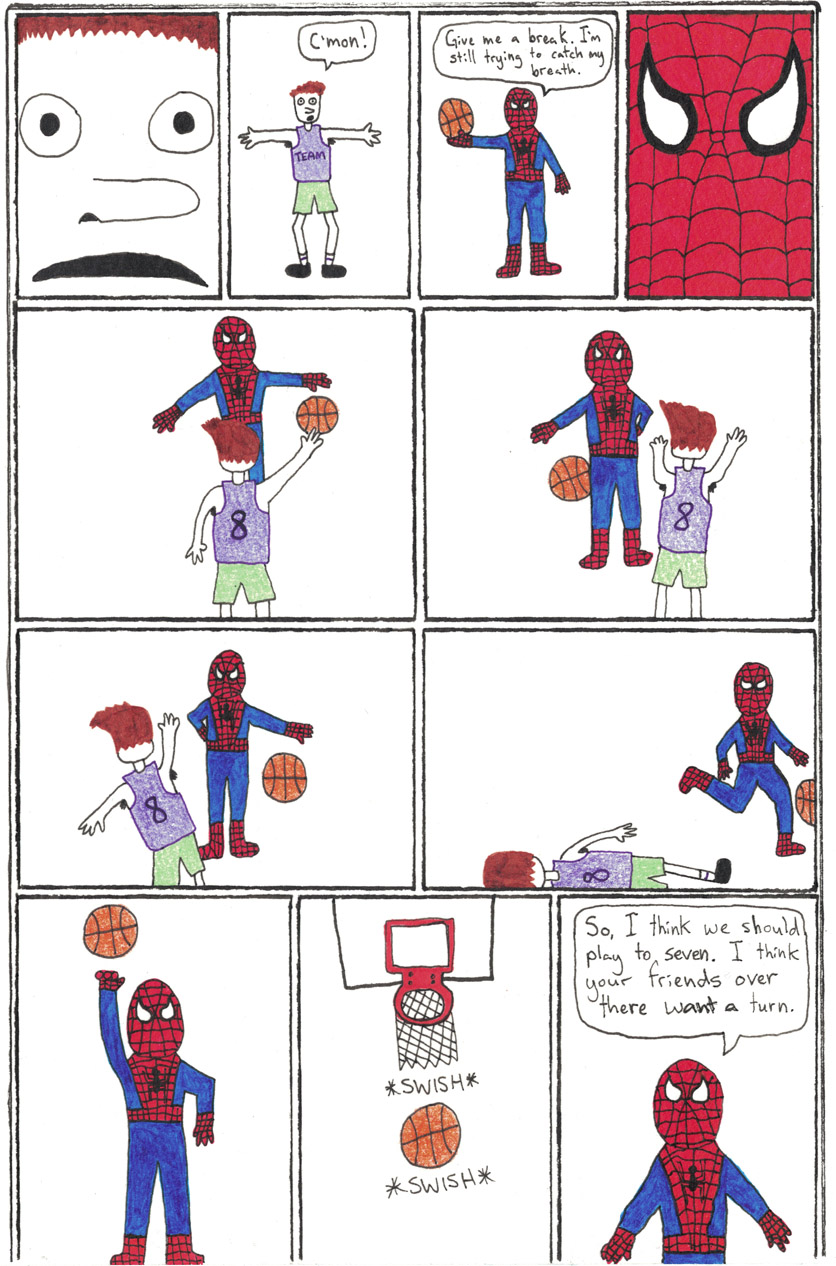 C'mon!
TEAM
Give me a break. I'm
still trying to catch my
breath.
8
8
8
8
*SWISH*
*SWISH*
So, I think we should
play to seven. I think
your friends over
there want a turn.